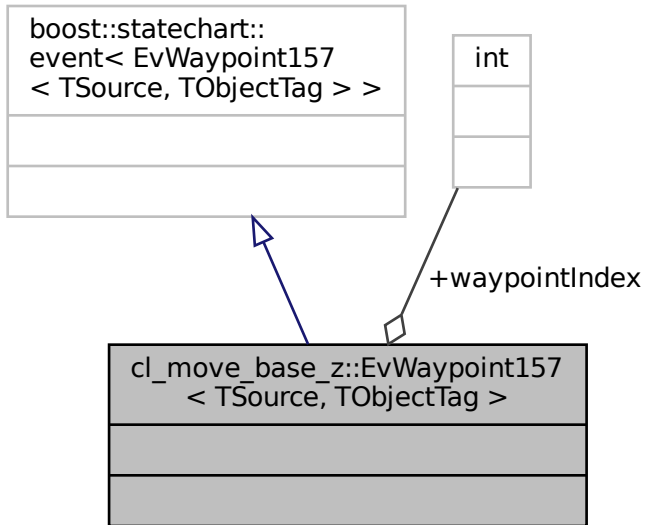 boost::statechart::
event< EvWaypoint157
< TSource, TObjectTag > >
int
+waypointIndex
cl_move_base_z::EvWaypoint157
< TSource, TObjectTag >